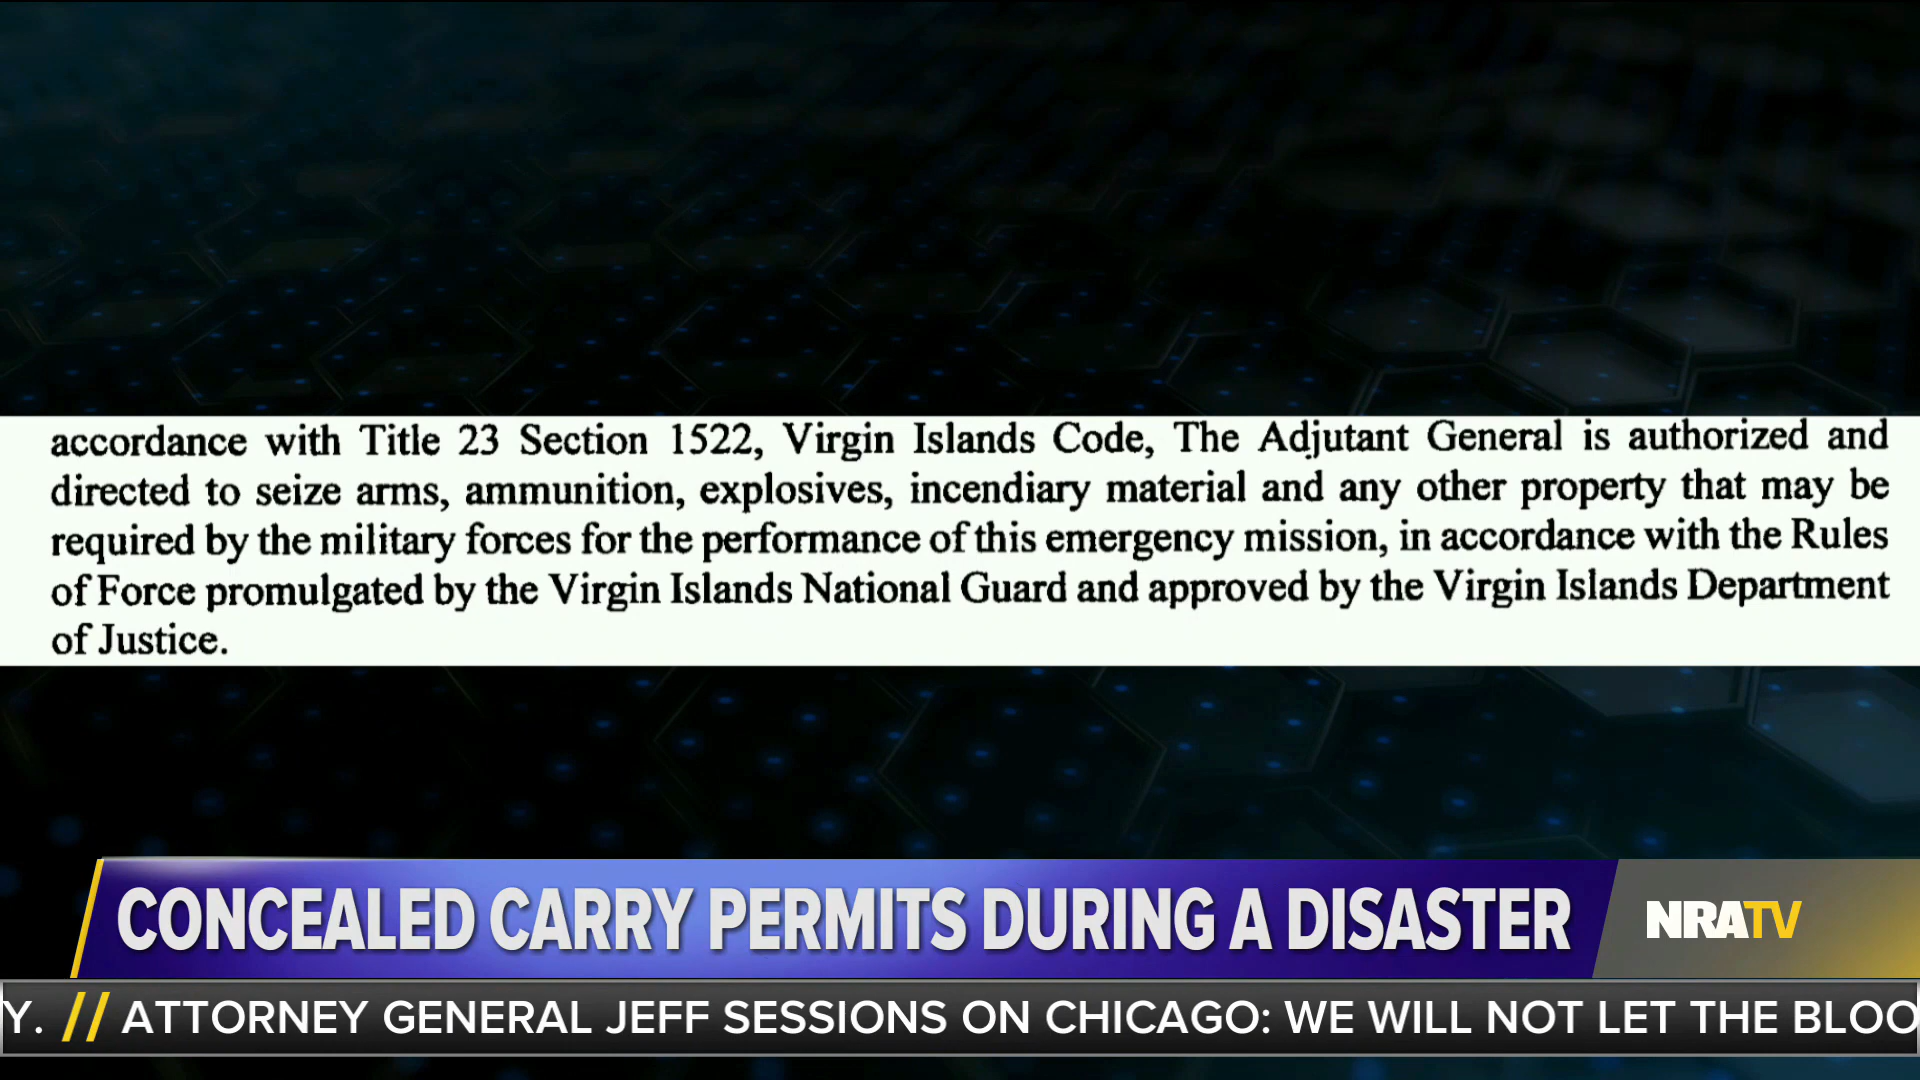 accordance with Title 23 Section 1522, Virgin Islands Code, The Adjutant General is authorized and
directed to seize arms, ammunition, explosives, incendiary material and any other property that may be
required by the military forces for the performance of this emergency mission, in accordance with the Rules
of Force promulgated by the Virgin Islands National Guard and approved by the Virgin Islands Department
of Justice.
CONCEALED CARRY PERMITS DURING A DISASTER
NRATV
Y. // ATTORNEY GENERAL JEFF SESSIONS ON CHICAGO: WE WILL NOT LET THE BLOO